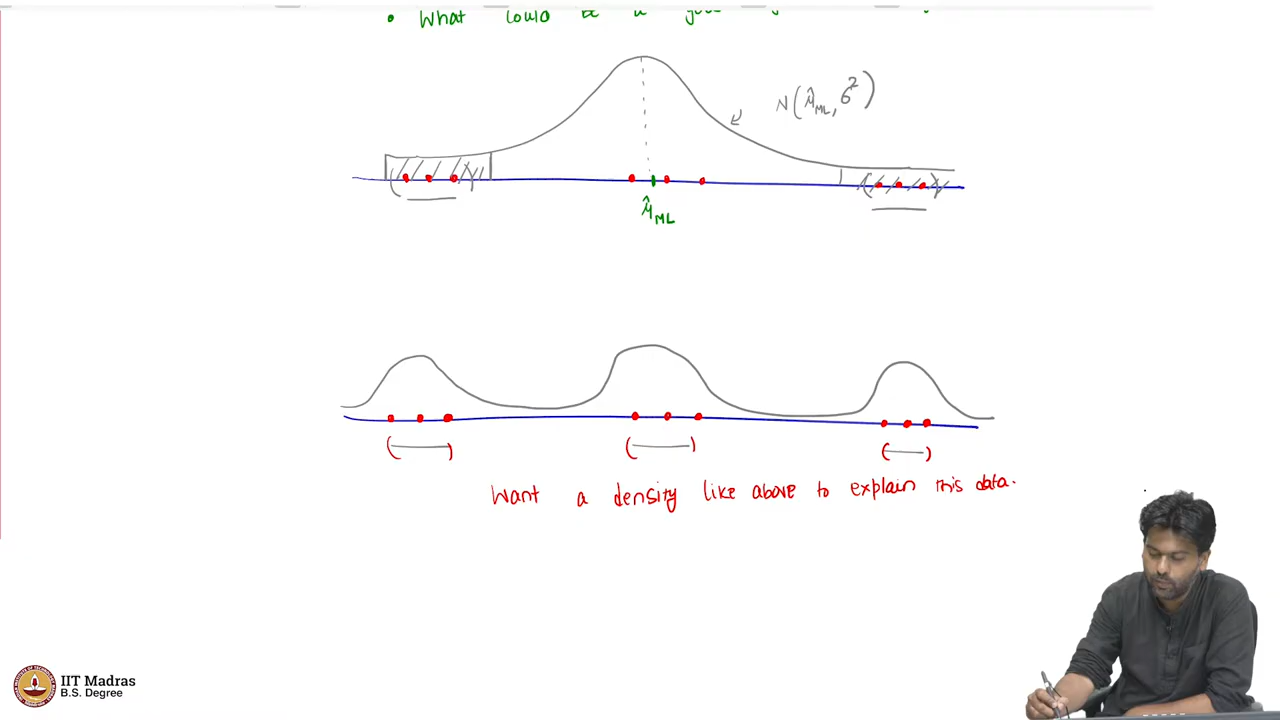 • What could be a
N(μ̂ML, σ²)
μ̂ML
Want a density like above to explain this data.
IIT Madras
B.S. Degree